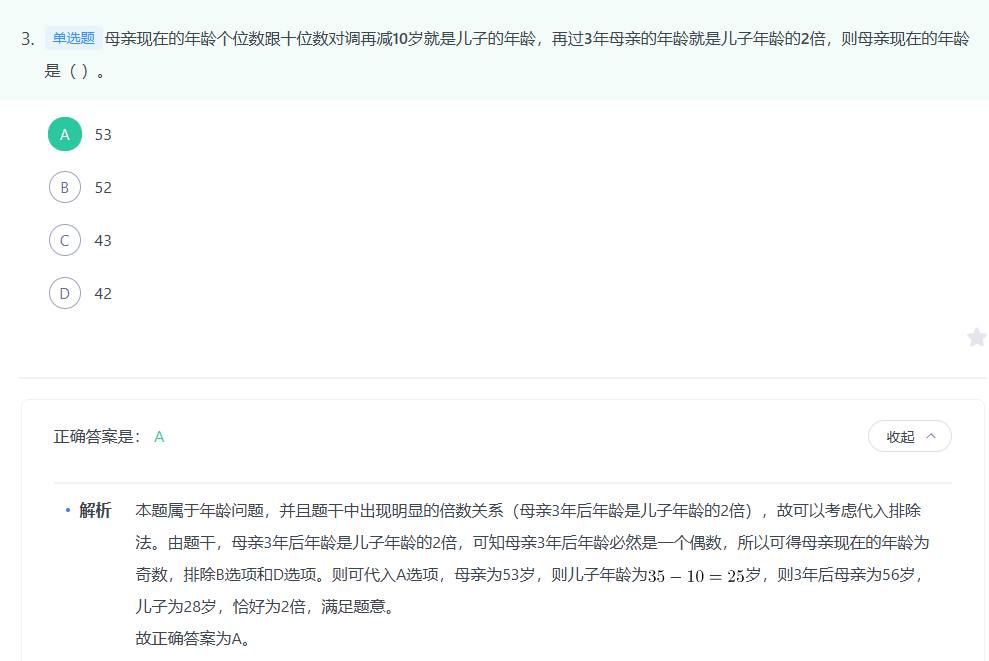 3. 单选题 母亲现在的年龄个位数跟十位数对调再减10岁就是儿子的年龄，再过3年母亲的年龄就是儿子年龄的2倍，则母亲现在的年龄
是（ ）。
A 53
B 52
C 43
D 42
正确答案是： A
收起
• 解析 本题属于年龄问题，并且题干中出现明显的倍数关系（母亲3年后年龄是儿子年龄的2倍），故可以考虑代入排除
法。由题干，母亲3年后年龄是儿子年龄的2倍，可知母亲3年后年龄必然是一个偶数，所以可得母亲现在的年龄为
奇数，排除B选项和D选项。则可代入A选项，母亲为53岁，则儿子年龄为35 − 10 = 25岁，则3年后母亲为56岁，
儿子为28岁，恰好为2倍，满足题意。
故正确答案为A。